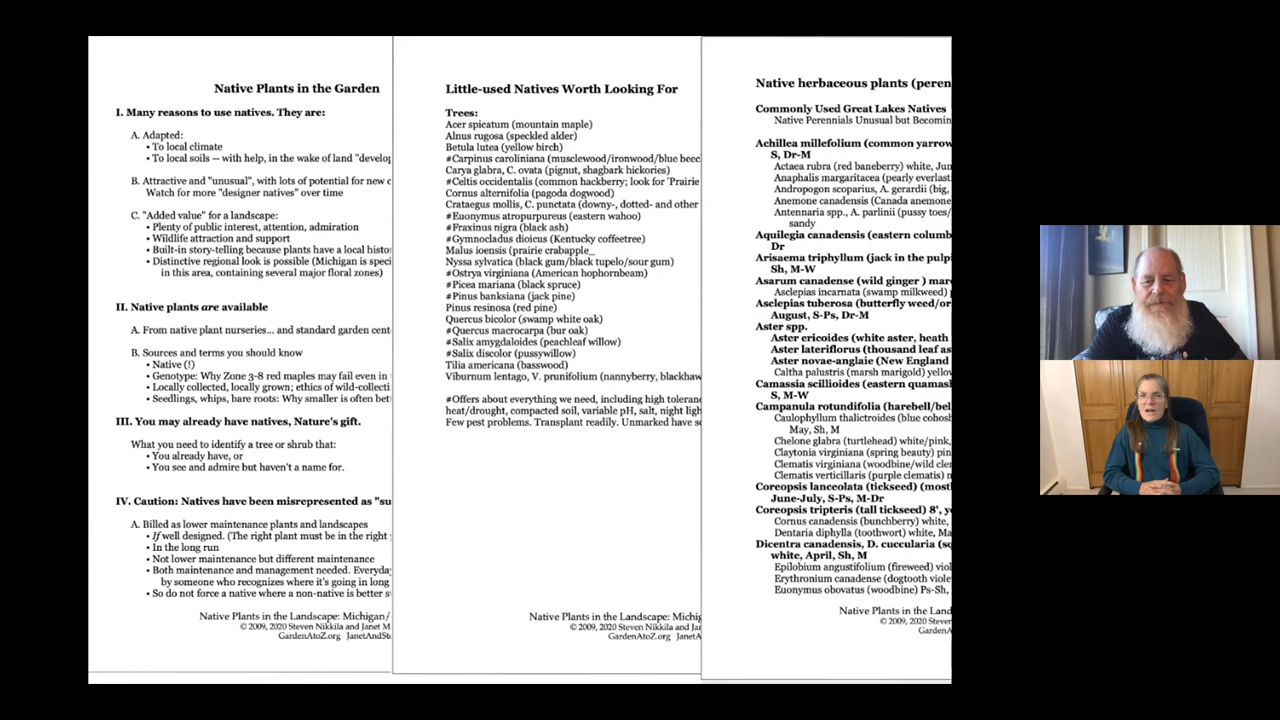 Native Plants in the Garden
I. Many reasons to use natives. They are:
A. Adapted:
• To local climate
• To local soils -- with help, in the wake of land "develop
B. Attractive and "unusual", with lots of potential for new c
Watch for more "designer natives" over time
C. "Added value" for a landscape:
• Plenty of public interest, attention, admiration
• Wildlife attraction and support
• Built-in story-telling because plants have a local histo
• Distinctive regional look is possible (Michigan is speci
in this area, containing several major floral zones)
II. Native plants are available
A. From native plant nurseries... and standard garden cent
B. Sources and terms you should know
• Native (!)
• Genotype: Why Zone 3-8 red maples may fail even in
• Locally collected, locally grown; ethics of wild-collecti
• Seedlings, whips, bare roots: Why smaller is often bet
III. You may already have natives, Nature's gift.
What you need to identify a tree or shrub that:
• You already have, or
• You see and admire but haven't a name for.
IV. Caution: Natives have been misrepresented as "su
A. Billed as lower maintenance plants and landscapes
• If well designed. (The right plant must be in the right
• In the long run
• Not lower maintenance but different maintenance
• Both maintenance and management needed. Everyda
by someone who recognizes where it's going in long
• So do not force a native where a non-native is better s
Native Plants in the Landscape: Michigan/
© 2009, 2020 Steven Nikkila and Janet M
GardenAtoZ.org JanetAndSt
Little-used Natives Worth Looking For
Trees:
Acer spicatum (mountain maple)
Alnus rugosa (speckled alder)
Betula lutea (yellow birch)
#Carpinus caroliniana (musclewood/ironwood/blue beec
Carya glabra, C. ovata (pignut, shagbark hickories)
#Celtis occidentalis (common hackberry; look for 'Prairie
Cornus alternifolia (pagoda dogwood)
Crataegus mollis, C. punctata (downy-, dotted- and other
#Euonymus atropurpureus (eastern wahoo)
#Fraxinus nigra (black ash)
#Gymnocladus dioicus (Kentucky coffeetree)
Malus ioensis (prairie crabapple_
Nyssa sylvatica (black gum/black tupelo/sour gum)
#Ostrya virginiana (American hophornbeam)
#Picea mariana (black spruce)
#Pinus banksiana (jack pine)
Pinus resinosa (red pine)
Quercus bicolor (swamp white oak)
#Quercus macrocarpa (bur oak)
#Salix amygdaloides (peachleaf willow)
#Salix discolor (pussywillow)
Tilia americana (basswood)
Viburnum lentago, V. prunifolium (nannyberry, blackhaw
#Offers about everything we need, including high toleranc
heat/drought, compacted soil, variable pH, salt, night ligh
Few pest problems. Transplant readily. Unmarked have s
Native Plants in the Landscape: Michig
© 2009, 2020 Steven Nikkila and Jan
GardenAtoZ.org JanetA
Native herbaceous plants (peren
Commonly Used Great Lakes Natives
Native Perennials Unusual but Becomin
Achillea millefolium (common yarrow
S, Dr-M
Actaea rubra (red baneberry) white, Jun
Anaphalis margaritacea (pearly everlast
Andropogon scoparius, A. gerardii (big,
Anemone canadensis (Canada anemone
Antennaria spp., A. parlinii (pussy toes/
sandy
Aquilegia canadensis (eastern columb
Dr
Arisaema triphyllum (jack in the pulp
Sh, M-W
Asarum canadense (wild ginger ) mar
Asclepias incarnata (swamp milkweed) p
Asclepias tuberosa (butterfly weed/or
August, S-Ps, Dr-M
Aster spp.
Aster ericoides (white aster, heath
Aster lateriflorus (thousand leaf as
Aster novae-anglaie (New England
Caltha palustris (marsh marigold) yellow
Camassia scillioides (eastern quamash
S, M-W
Campanula rotundifolia (harebell/bel
Caulophyllum thalictroides (blue cohosh
May, Sh, M
Chelone glabra (turtlehead) white/pink,
Claytonia virginiana (spring beauty) pin
Clematis virginiana (woodbine/wild cle
Clematis verticillaris (purple clematis) m
Coreopsis lanceolata (tickseed) (most
June-July, S-Ps, M-Dr
Coreopsis tripteris (tall tickseed) 8', ye
Cornus canadensis (bunchberry) white,
Dentaria diphylla (toothwort) white, Ma
Dicentra canadensis, D. cuccularia (sq
white, April, Sh, M
Epilobium angustifolium (fireweed) viol
Erythronium canadense (dogtooth viole
Euonymus obovatus (woodbine) Ps-Sh,
Native Plants in the Land
© 2009, 2020 Steven
GardenA